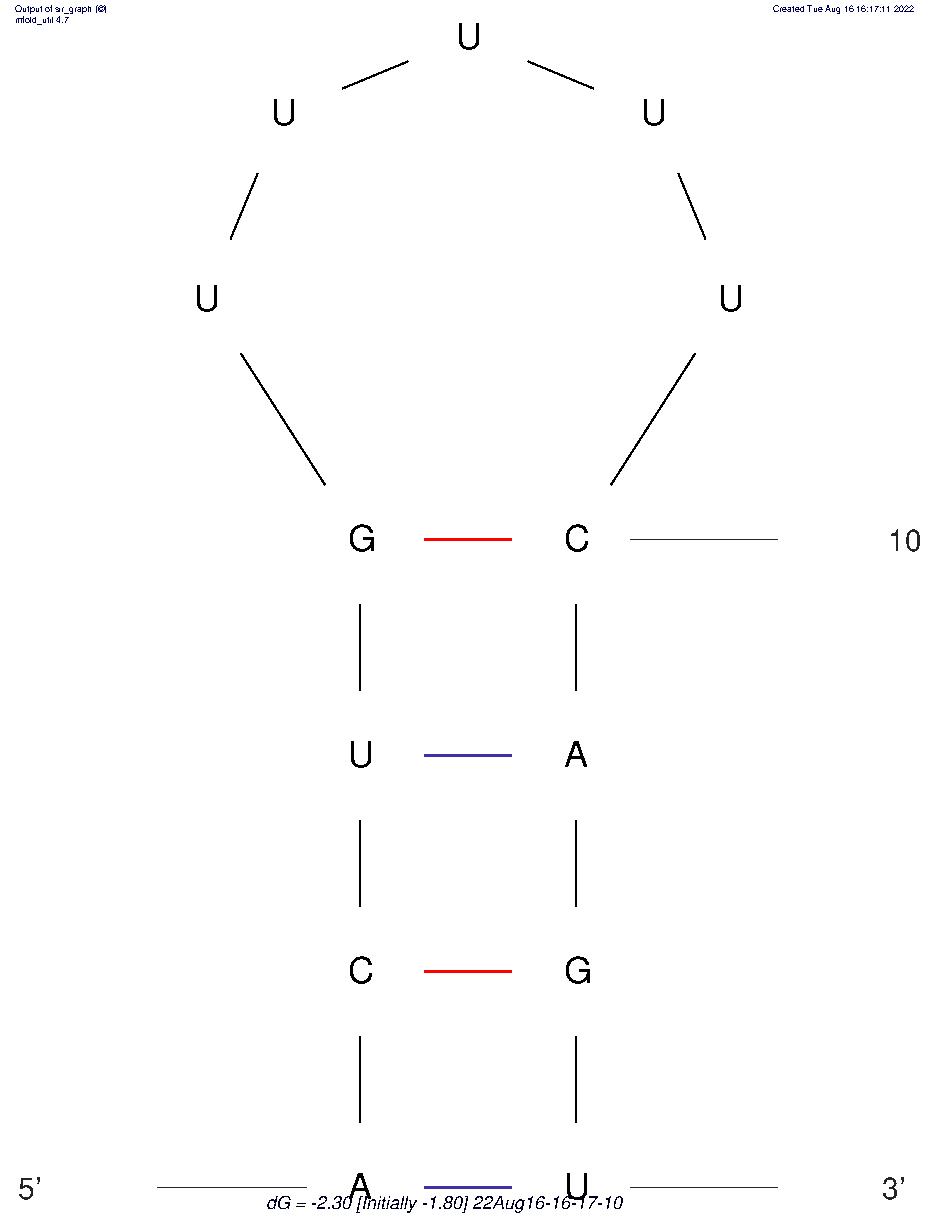 Output of sir_graph (©)
mfold_util 4.7
Created Tue Aug 16 16:17:11 2022
U
U U
U U
G C 10
U A
C G
5' A U 3'
dG = -2.30 [Initially -1.80] 22Aug16-16-17-10